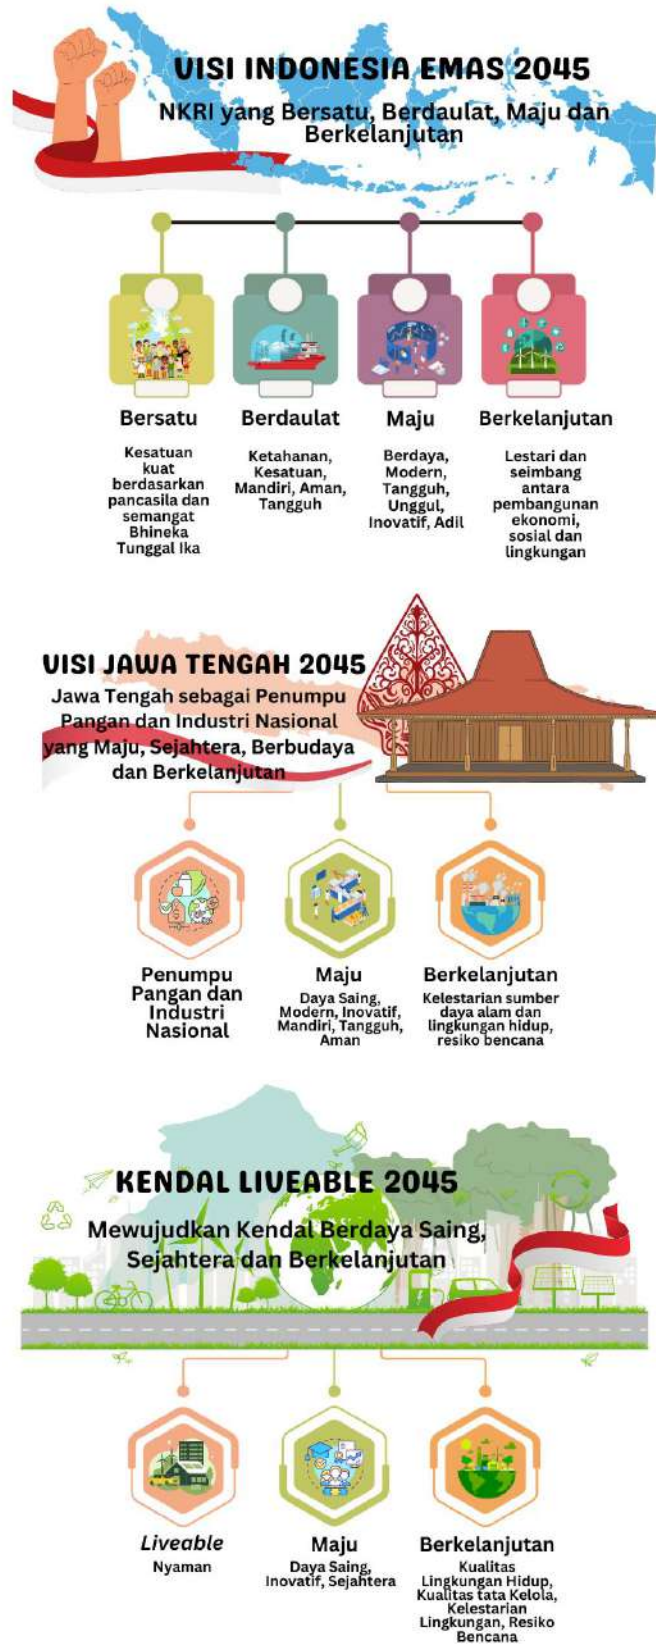 VISI INDONESIA EMAS 2045
NKRI yang Bersatu, Berdaulat, Maju dan
Berkelanjutan
Bersatu
Kesatuan
kuat
berdasarkan
pancasila dan
semangat
Bhineka
Tunggal Ika
Berdaulat
Ketahanan,
Kesatuan,
Mandiri, Aman,
Tangguh
Maju
Berdaya,
Modern,
Tangguh,
Unggul,
Inovatif, Adil
Berkelanjutan
Lestari dan
seimbang
antara
pembangunan
ekonomi,
sosial dan
lingkungan
VISI JAWA TENGAH 2045
Jawa Tengah sebagai Penumpu
Pangan dan Industri Nasional
yang Maju, Sejahtera, Berbudaya
dan Berkelanjutan
Penumpu
Pangan dan
Industri
Nasional
Maju
Daya Saing,
Modern, Inovatif,
Mandiri, Tangguh,
Aman
Berkelanjutan
Kelestarian sumber
daya alam dan
lingkungan hidup,
resiko bencana
KENDAL LIVEABLE 2045
Mewujudkan Kendal Berdaya Saing,
Sejahtera dan Berkelanjutan
Liveable
Nyaman
Maju
Daya Saing,
Inovatif, Sejahtera
Berkelanjutan
Kualitas
Lingkungan Hidup,
Kualitas tata Kelola,
Kelestarian
Lingkungan, Resiko
Bencana